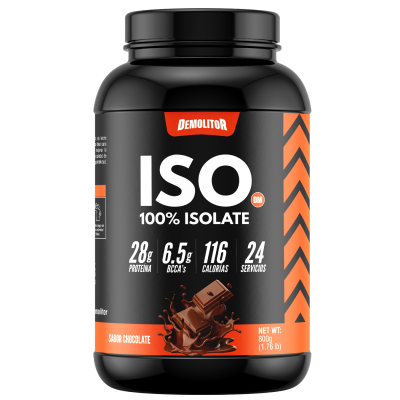 DEMOLITOR
ISO.
DM
100% ISOLATE
28g 6.5g 116 24
PROTEINA BCCA's CALORÍAS SERVICIOS
SABOR CHOCOLATE
NET WT:
800g
(1.76 lb)